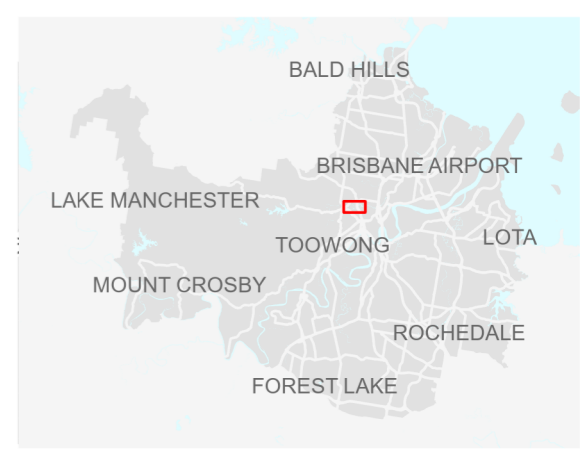 BALD HILLS
BRISBANE AIRPORT
LAKE MANCHESTER
TOOWONG
LOTA
MOUNT CROSBY
ROCHEDALE
FOREST LAKE